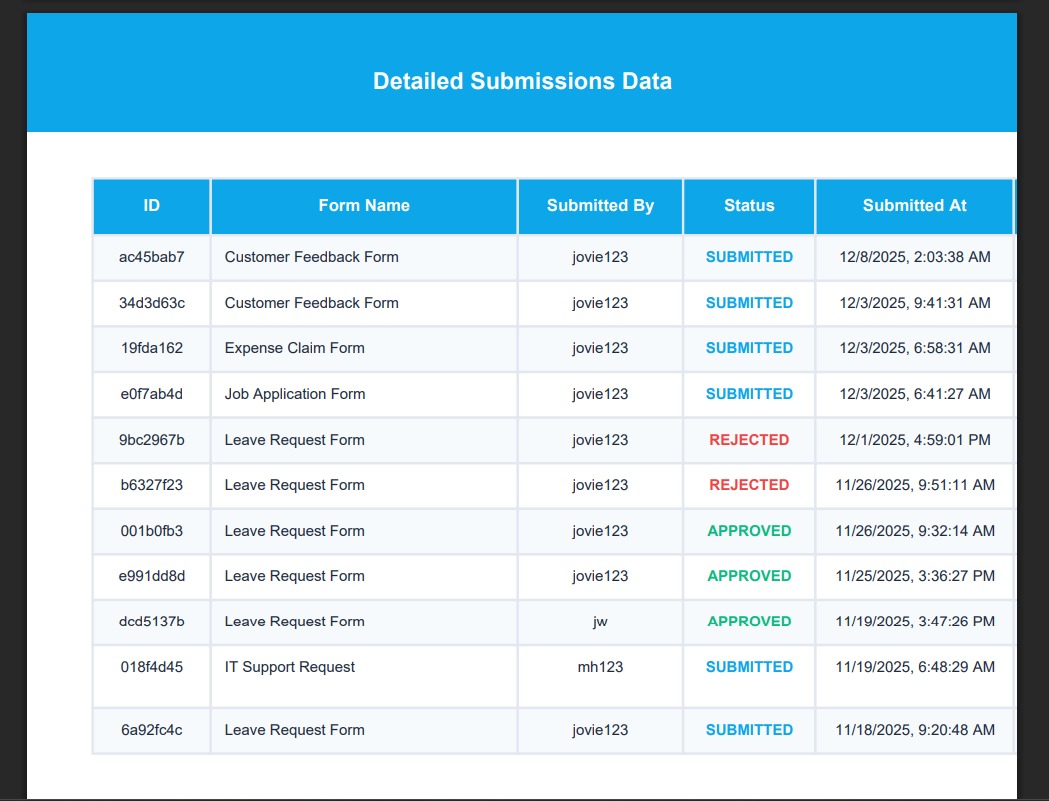 Detailed Submissions Data
ID Form Name Submitted By Status Submitted At
ac45bab7 Customer Feedback Form jovie123 SUBMITTED 12/8/2025, 2:03:38 AM
34d3d63c Customer Feedback Form jovie123 SUBMITTED 12/3/2025, 9:41:31 AM
19fda162 Expense Claim Form jovie123 SUBMITTED 12/3/2025, 6:58:31 AM
e0f7ab4d Job Application Form jovie123 SUBMITTED 12/3/2025, 6:41:27 AM
9bc2967b Leave Request Form jovie123 REJECTED 12/1/2025, 4:59:01 PM
b6327f23 Leave Request Form jovie123 REJECTED 11/26/2025, 9:51:11 AM
001b0fb3 Leave Request Form jovie123 APPROVED 11/26/2025, 9:32:14 AM
e991dd8d Leave Request Form jovie123 APPROVED 11/25/2025, 3:36:27 PM
dcd5137b Leave Request Form jw APPROVED 11/19/2025, 3:47:26 PM
018f4d45 IT Support Request mh123 SUBMITTED 11/19/2025, 6:48:29 AM
6a92fc4c Leave Request Form jovie123 SUBMITTED 11/18/2025, 9:20:48 AM